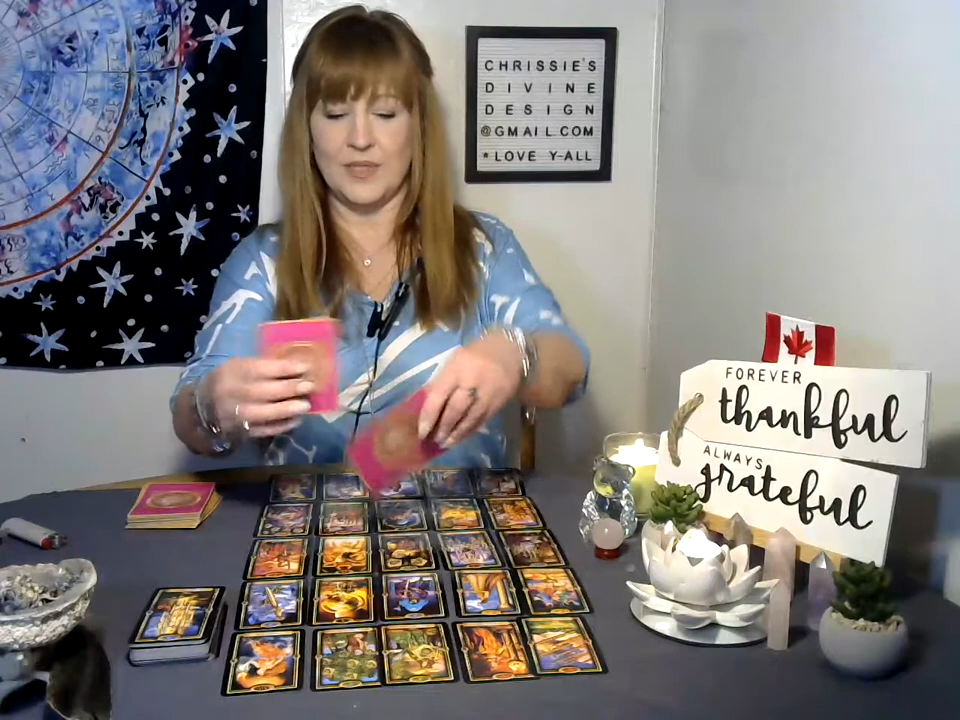 CHRISSIE'S
DIVINE
DESIGN
@GMAIL.COM
*LOVE Y-ALL
FOREVER
thankful
ALWAYS
grateful